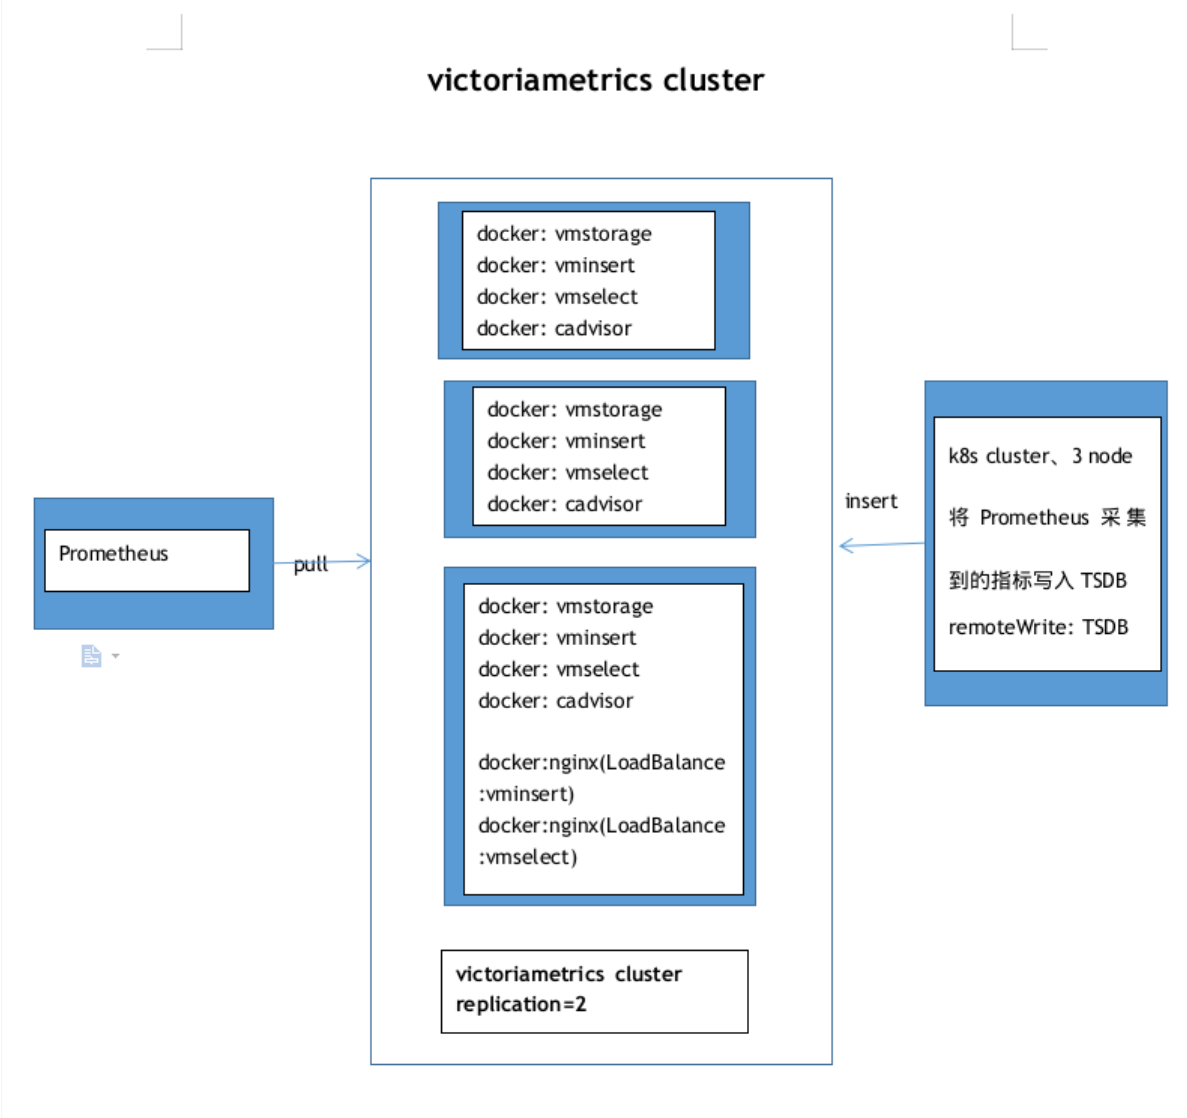 victoriametrics cluster
docker: vmstorage
docker: vminsert
docker: vmselect
docker: cadvisor
docker: vmstorage
docker: vminsert
docker: vmselect
docker: cadvisor
Prometheus
pull
docker: vmstorage
docker: vminsert
docker: vmselect
docker: cadvisor
docker:nginx(LoadBalance
:vminsert)
docker:nginx(LoadBalance
:vmselect)
victoriametrics cluster
replication=2
insert
k8s cluster、3 node
将 Prometheus 采集
到的指标写入 TSDB
remoteWrite: TSDB